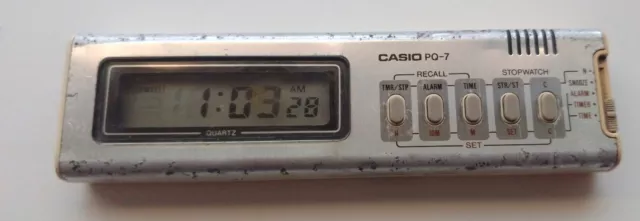 CASIO PQ-7
RECALL STOPWATCH
TMR/STP ALARM TIME STR/ST C
SNOOZE
ALARM
TIMER
TIME
1:03 AM 28
H 10M M SET
SET
QUARTZ